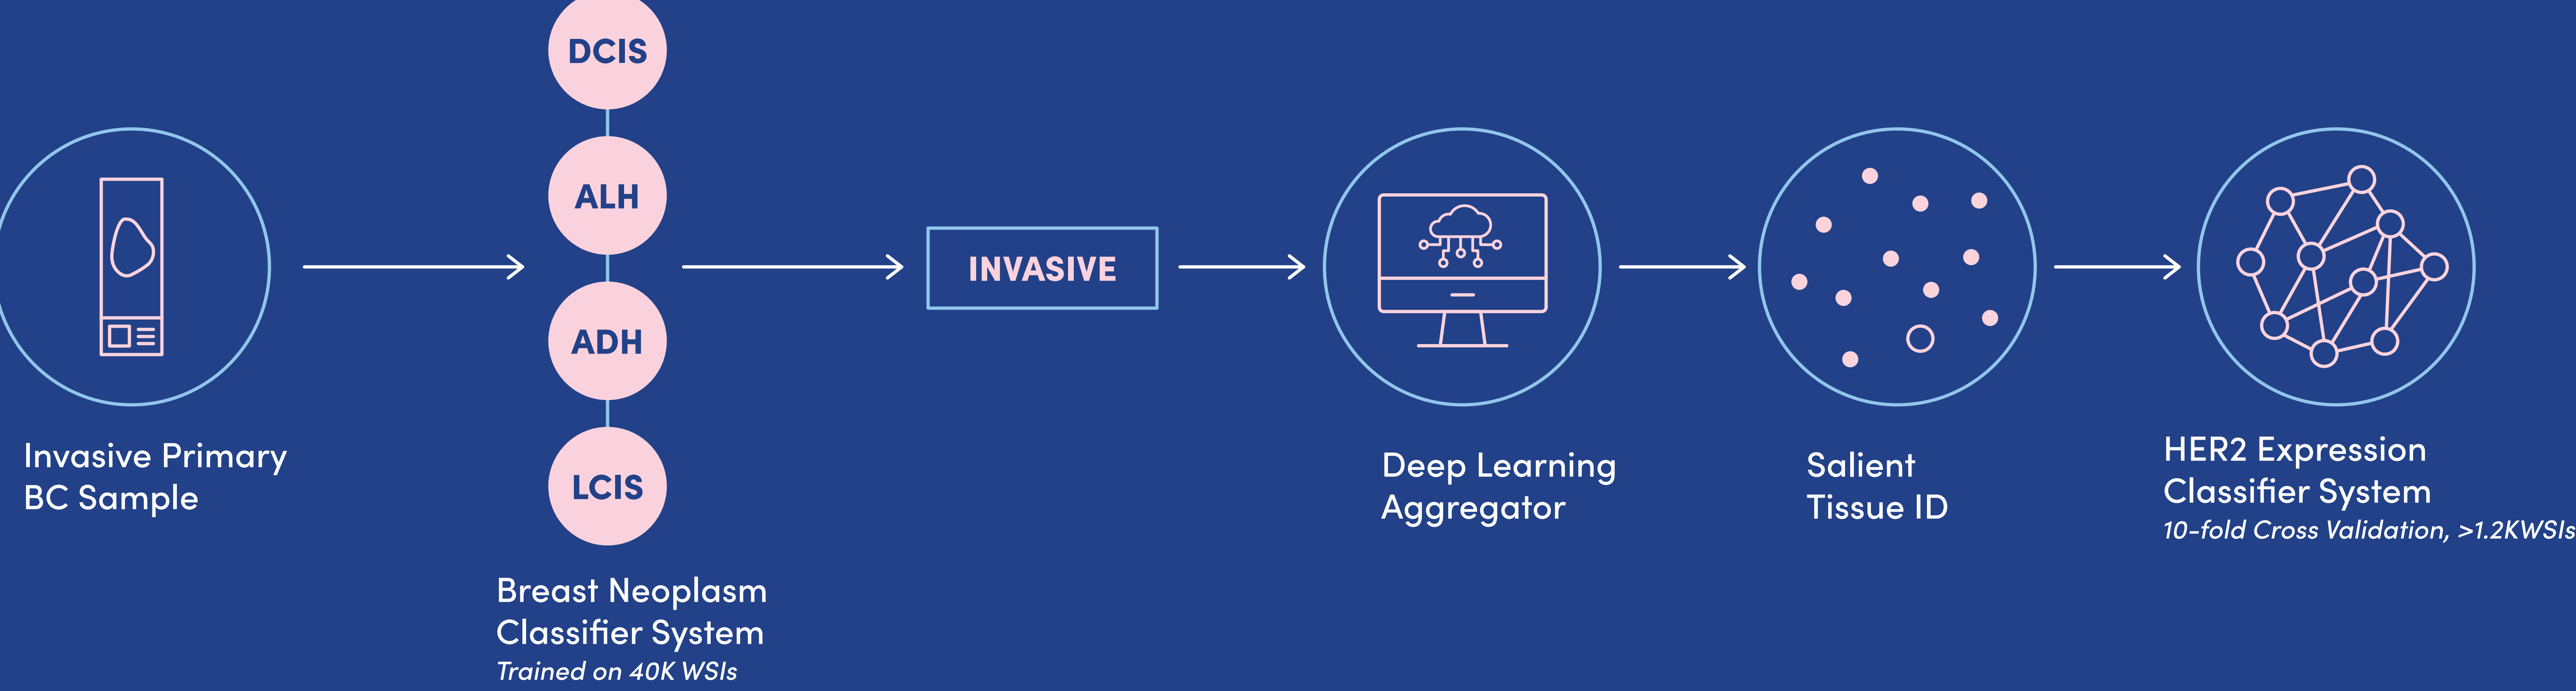 Invasive Primary
BC Sample
DCIS
ALH
ADH
LCIS
Breast Neoplasm
Classifier System
Trained on 40K WSIs
INVASIVE
Deep Learning
Aggregator
Salient
Tissue ID
HER2 Expression
Classifier System
10-fold Cross Validation, >1.2KWSIs